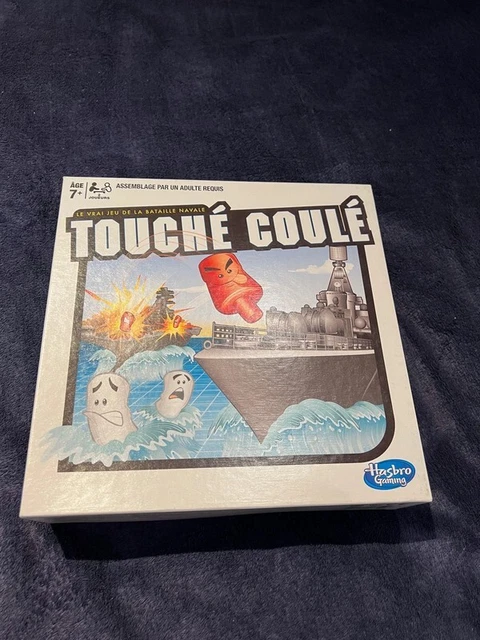 ÂGE
7+
2
JOUEURS
ASSEMBLAGE PAR UN ADULTE REQUIS
LE VRAI JEU DE LA BATAILLE NAVALE
TOUCHÉ COULÉ
Hasbro
Gaming